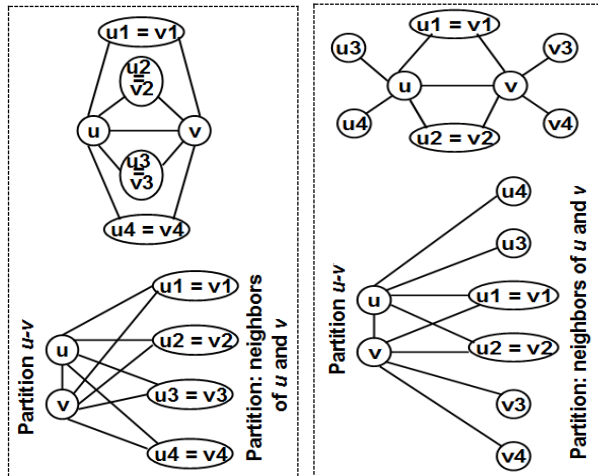 u1 = v1
u2
=
v2
u
v
u3
=
v3
u4 = v4
Partition u-v
u
v
u1 = v1
u2 = v2
u3 = v3
u4 = v4
Partition: neighbors
of u and v
u1 = v1
u3
v3
u
v
u4
v4
u2 = v2
Partition u-v
u
v
u4
u3
u1 = v1
u2 = v2
v3
v4
Partition: neighbors of u and v